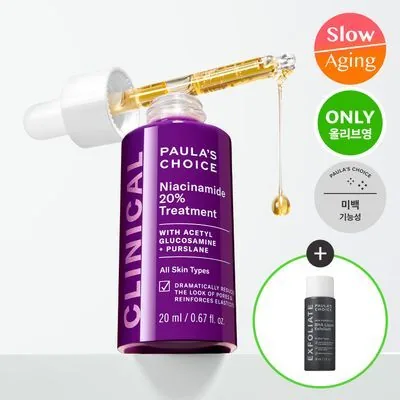 Slow
Aging
ONLY
올리브영
미백
기능성
CLINICAL
PAULA'S
CHOICE
Niacinamide
20%
Treatment
WITH ACETYL
GLUCOSAMINE
+ PURSLANE
All Skin Types
DRAMATICALLY REDUCES
THE LOOK OF PORES &
REINFORCES ELASTICITY
20 ml / 0.67 fl. oz.
+
EXFOLIATE
PAULA'S
CHOICE
BHA Liquid
Exfoliant